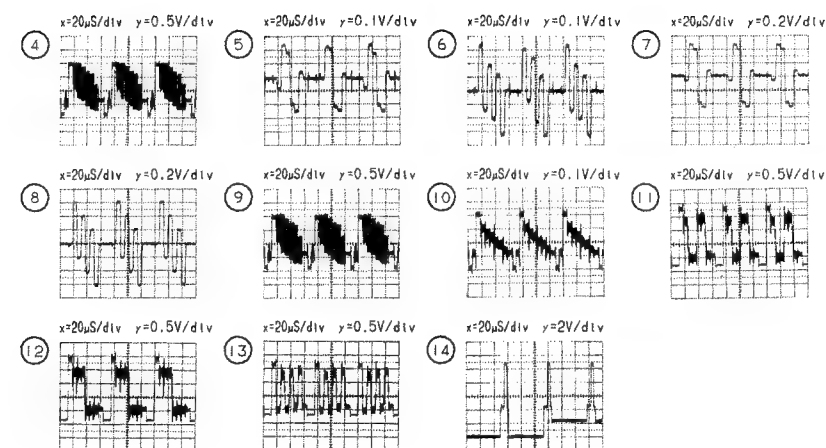 x=20µS/div y=0.5V/div x=20µS/div y=0.1V/div x=20µS/div y=0.1V/div x=20µS/div y=0.2V/div
4 5 6 7
x=20µS/div y=0.2V/div x=20µS/div y=0.5V/div x=20µS/div y=0.1V/div x=20µS/div y=0.5V/div
8 9 10 11
x=20µS/div y=0.5V/div x=20µS/div y=0.5V/div x=20µS/div y=2V/div
12 13 14